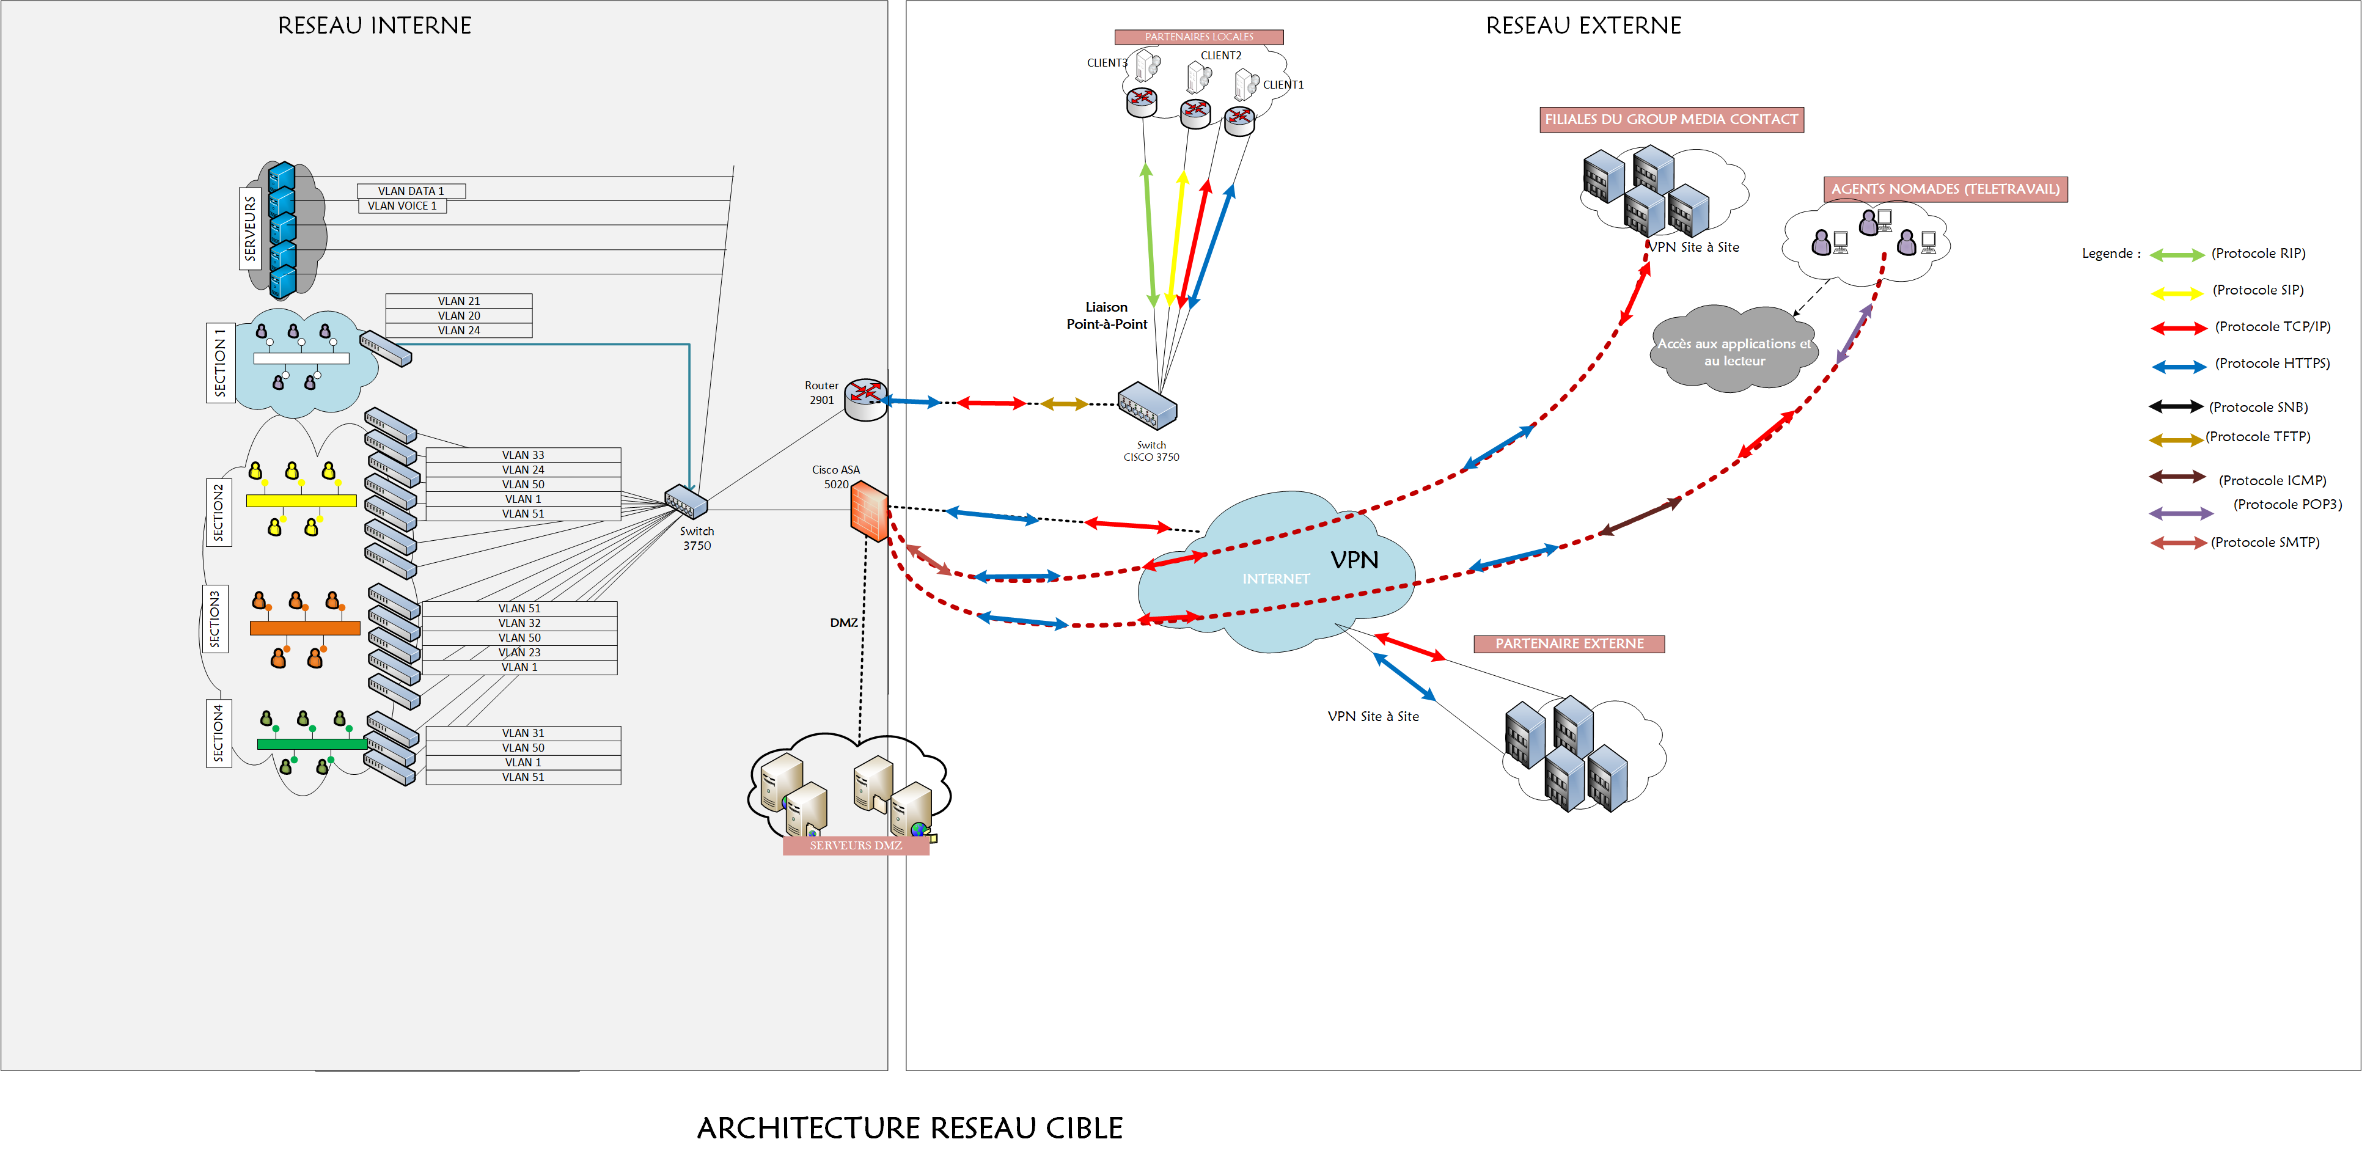 RESEAU INTERNE
SERVEURS
VLAN DATA 1
VLAN VOICE 1
SECTION 1
VLAN 21
VLAN 20
VLAN 24
SECTION2
VLAN 33
VLAN 24
VLAN 50
VLAN 1
VLAN 51
SECTION3
VLAN 51
VLAN 32
VLAN 50
VLAN 23
VLAN 1
SECTION4
VLAN 31
VLAN 50
VLAN 1
VLAN 51
Switch
3750
Router
2901
Cisco ASA
5020
DMZ
SERVEURS DMZ
RESEAU EXTERNE
PARTENAIRES LOCALES
CLIENT3
CLIENT2
CLIENT1
Liaison
Point-à-Point
Switch
CISCO 3750
FILIALES DU GROUP MEDIA CONTACT
VPN Site à Site
AGENTS NOMADES (TELETRAVAIL)
Accès aux applications et
au lecteur
VPN
INTERNET
PARTENAIRE EXTERNE
VPN Site à Site
Legende :
(Protocole RIP)
(Protocole SIP)
(Protocole TCP/IP)
(Protocole HTTPS)
(Protocole SNB)
(Protocole TFTP)
(Protocole ICMP)
(Protocole POP3)
(Protocole SMTP)
ARCHITECTURE RESEAU CIBLE